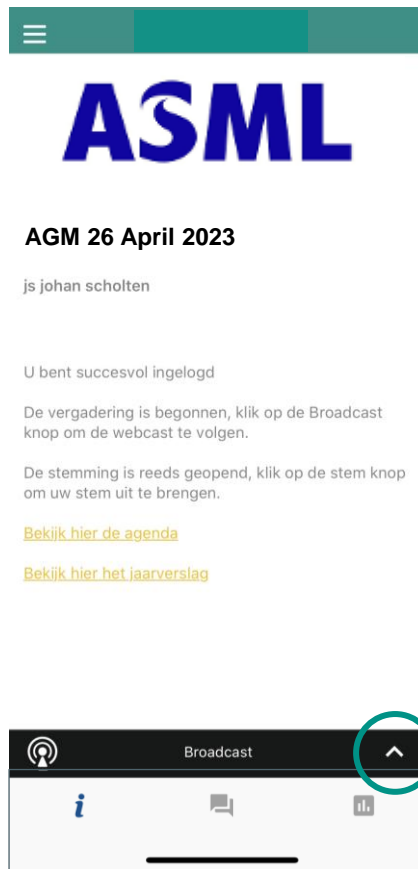 ASML
AGM 26 April 2023
js johan scholten
U bent succesvol ingelogd
De vergadering is begonnen, klik op de Broadcast
knop om de webcast te volgen.
De stemming is reeds geopend, klik op de stem knop
om uw stem uit te brengen.
Bekijk hier de agenda
Bekijk hier het jaarverslag
Broadcast
i